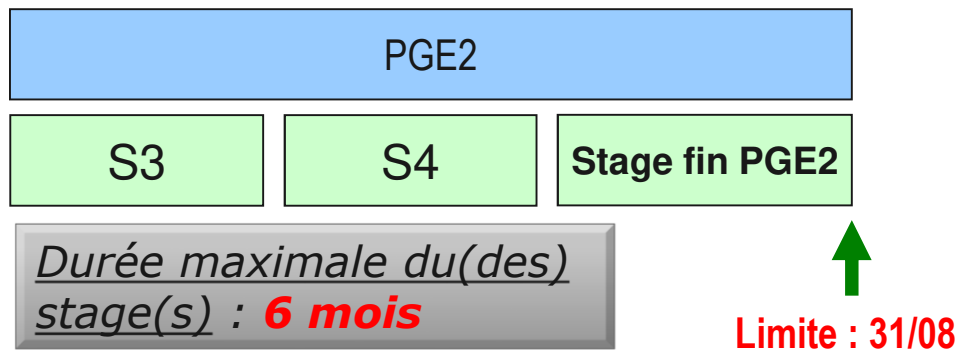 PGE2
S3
S4
Stage fin PGE2
Durée maximale du(des)
stage(s) : 6 mois
Limite : 31/08